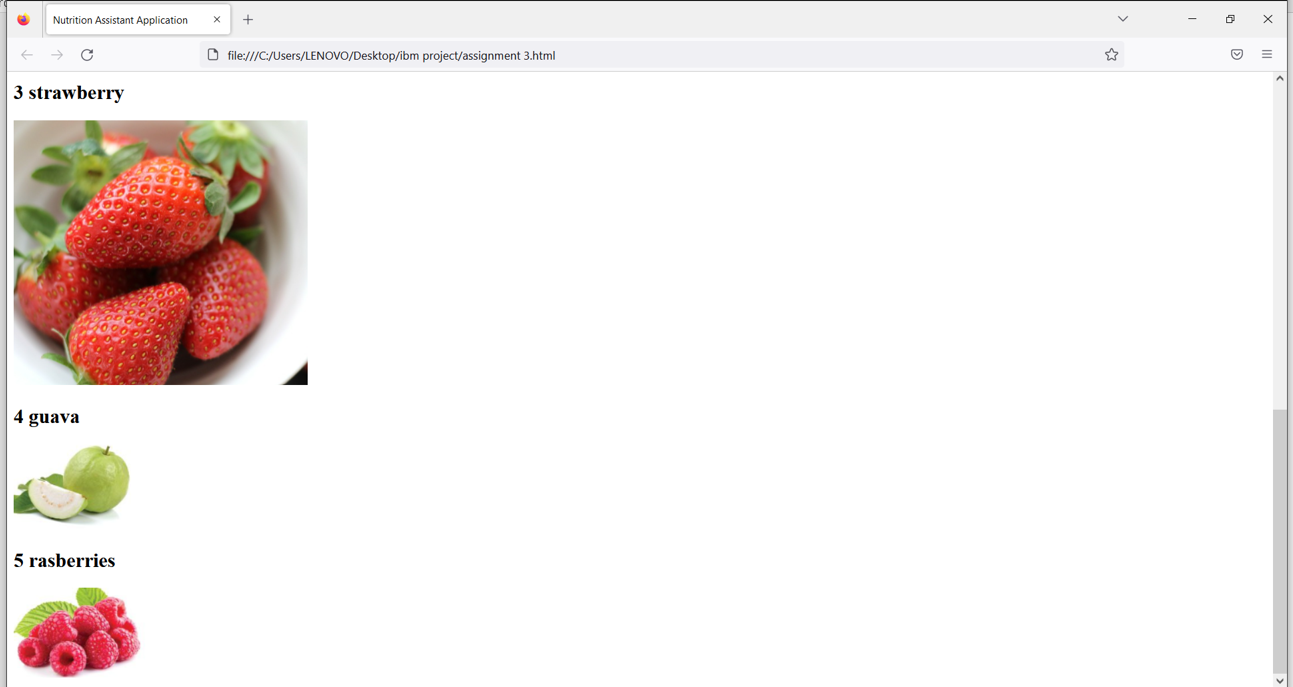 Nutrition Assistant Application
file:///C:/Users/LENOVO/Desktop/ibm project/assignment 3.html
3 strawberry
4 guava
5 rasberries